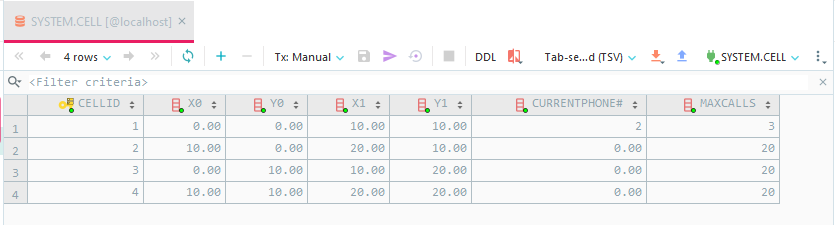 SYSTEM.CELL [@localhost]
4 rows Tx: Manual DDL Tab-se...d (TSV) SYSTEM.CELL
<Filter criteria>
CELLID X0 Y0 X1 Y1 CURRENTPHONE# MAXCALLS
1 1 0.00 0.00 10.00 10.00 2 3
2 2 10.00 0.00 20.00 10.00 0.00 20
3 3 0.00 10.00 10.00 20.00 0.00 20
4 4 10.00 10.00 20.00 20.00 0.00 20